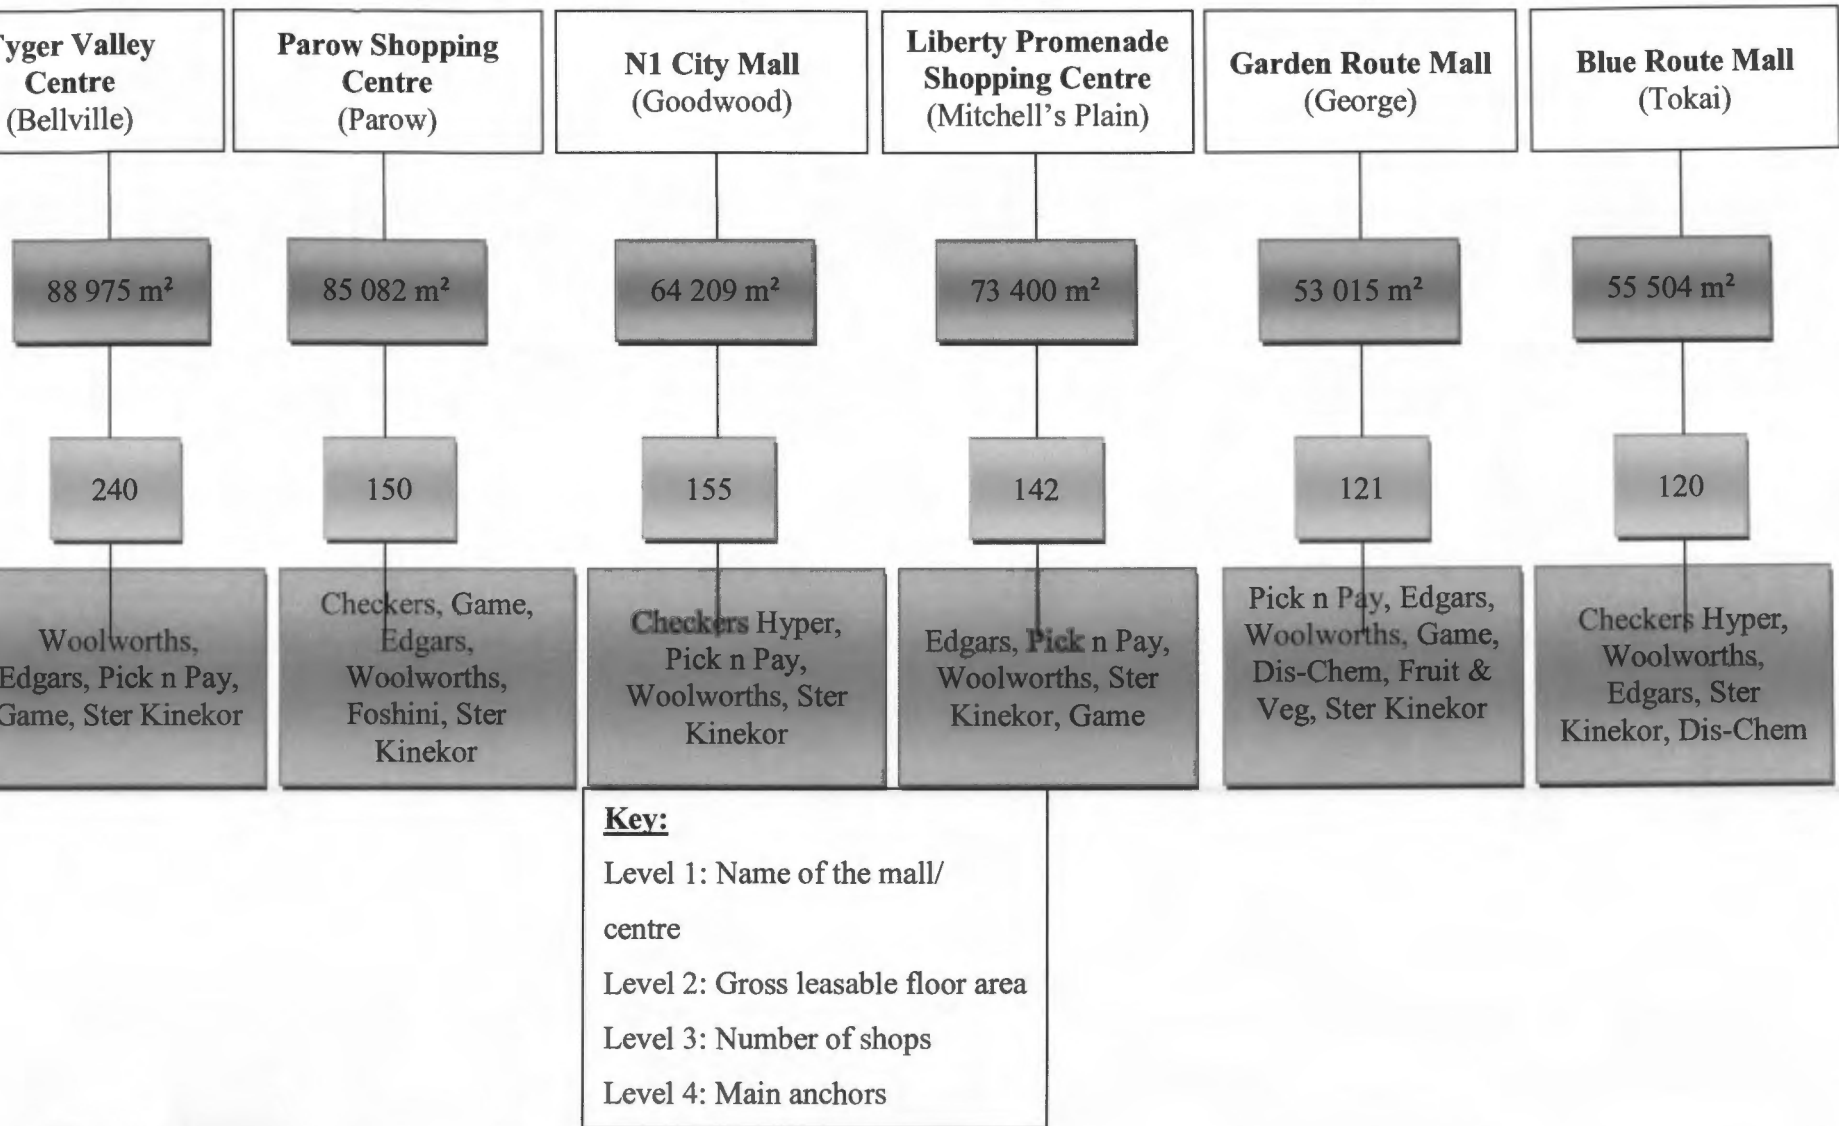 yger Valley
Centre
(Bellville)
Parow Shopping
Centre
(Parow)
N1 City Mall
(Goodwood)
Liberty Promenade
Shopping Centre
(Mitchell's Plain)
Garden Route Mall
(George)
Blue Route Mall
(Tokai)
88 975 m²
85 082 m²
64 209 m²
73 400 m²
53 015 m²
55 504 m²
240
150
155
142
121
120
Woolworths,
Edgars, Pick n Pay,
Game, Ster Kinekor
Checkers, Game,
Edgars,
Woolworths,
Foshini, Ster
Kinekor
Checkers Hyper,
Pick n Pay,
Woolworths, Ster
Kinekor
Edgars, Pick n Pay,
Woolworths, Ster
Kinekor, Game
Pick n Pay, Edgars,
Woolworths, Game,
Dis-Chem, Fruit &
Veg, Ster Kinekor
Checkers Hyper,
Woolworths,
Edgars, Ster
Kinekor, Dis-Chem
Key:
Level 1: Name of the mall/
centre
Level 2: Gross leasable floor area
Level 3: Number of shops
Level 4: Main anchors